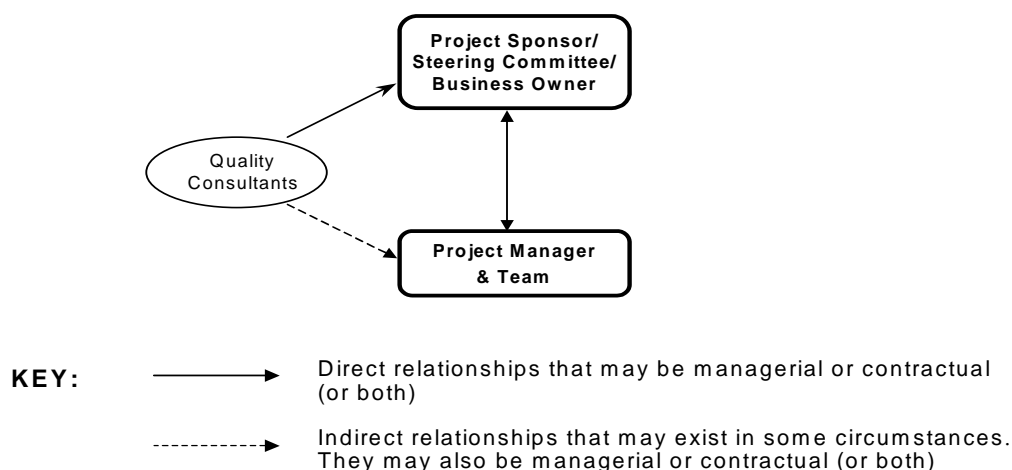 Project Sponsor/
Steering Committee/
Business Owner
Quality
Consultants
Project Manager
& Team
KEY:
Direct relationships that may be managerial or contractual
(or both)
Indirect relationships that may exist in some circumstances.
They may also be managerial or contractual (or both)